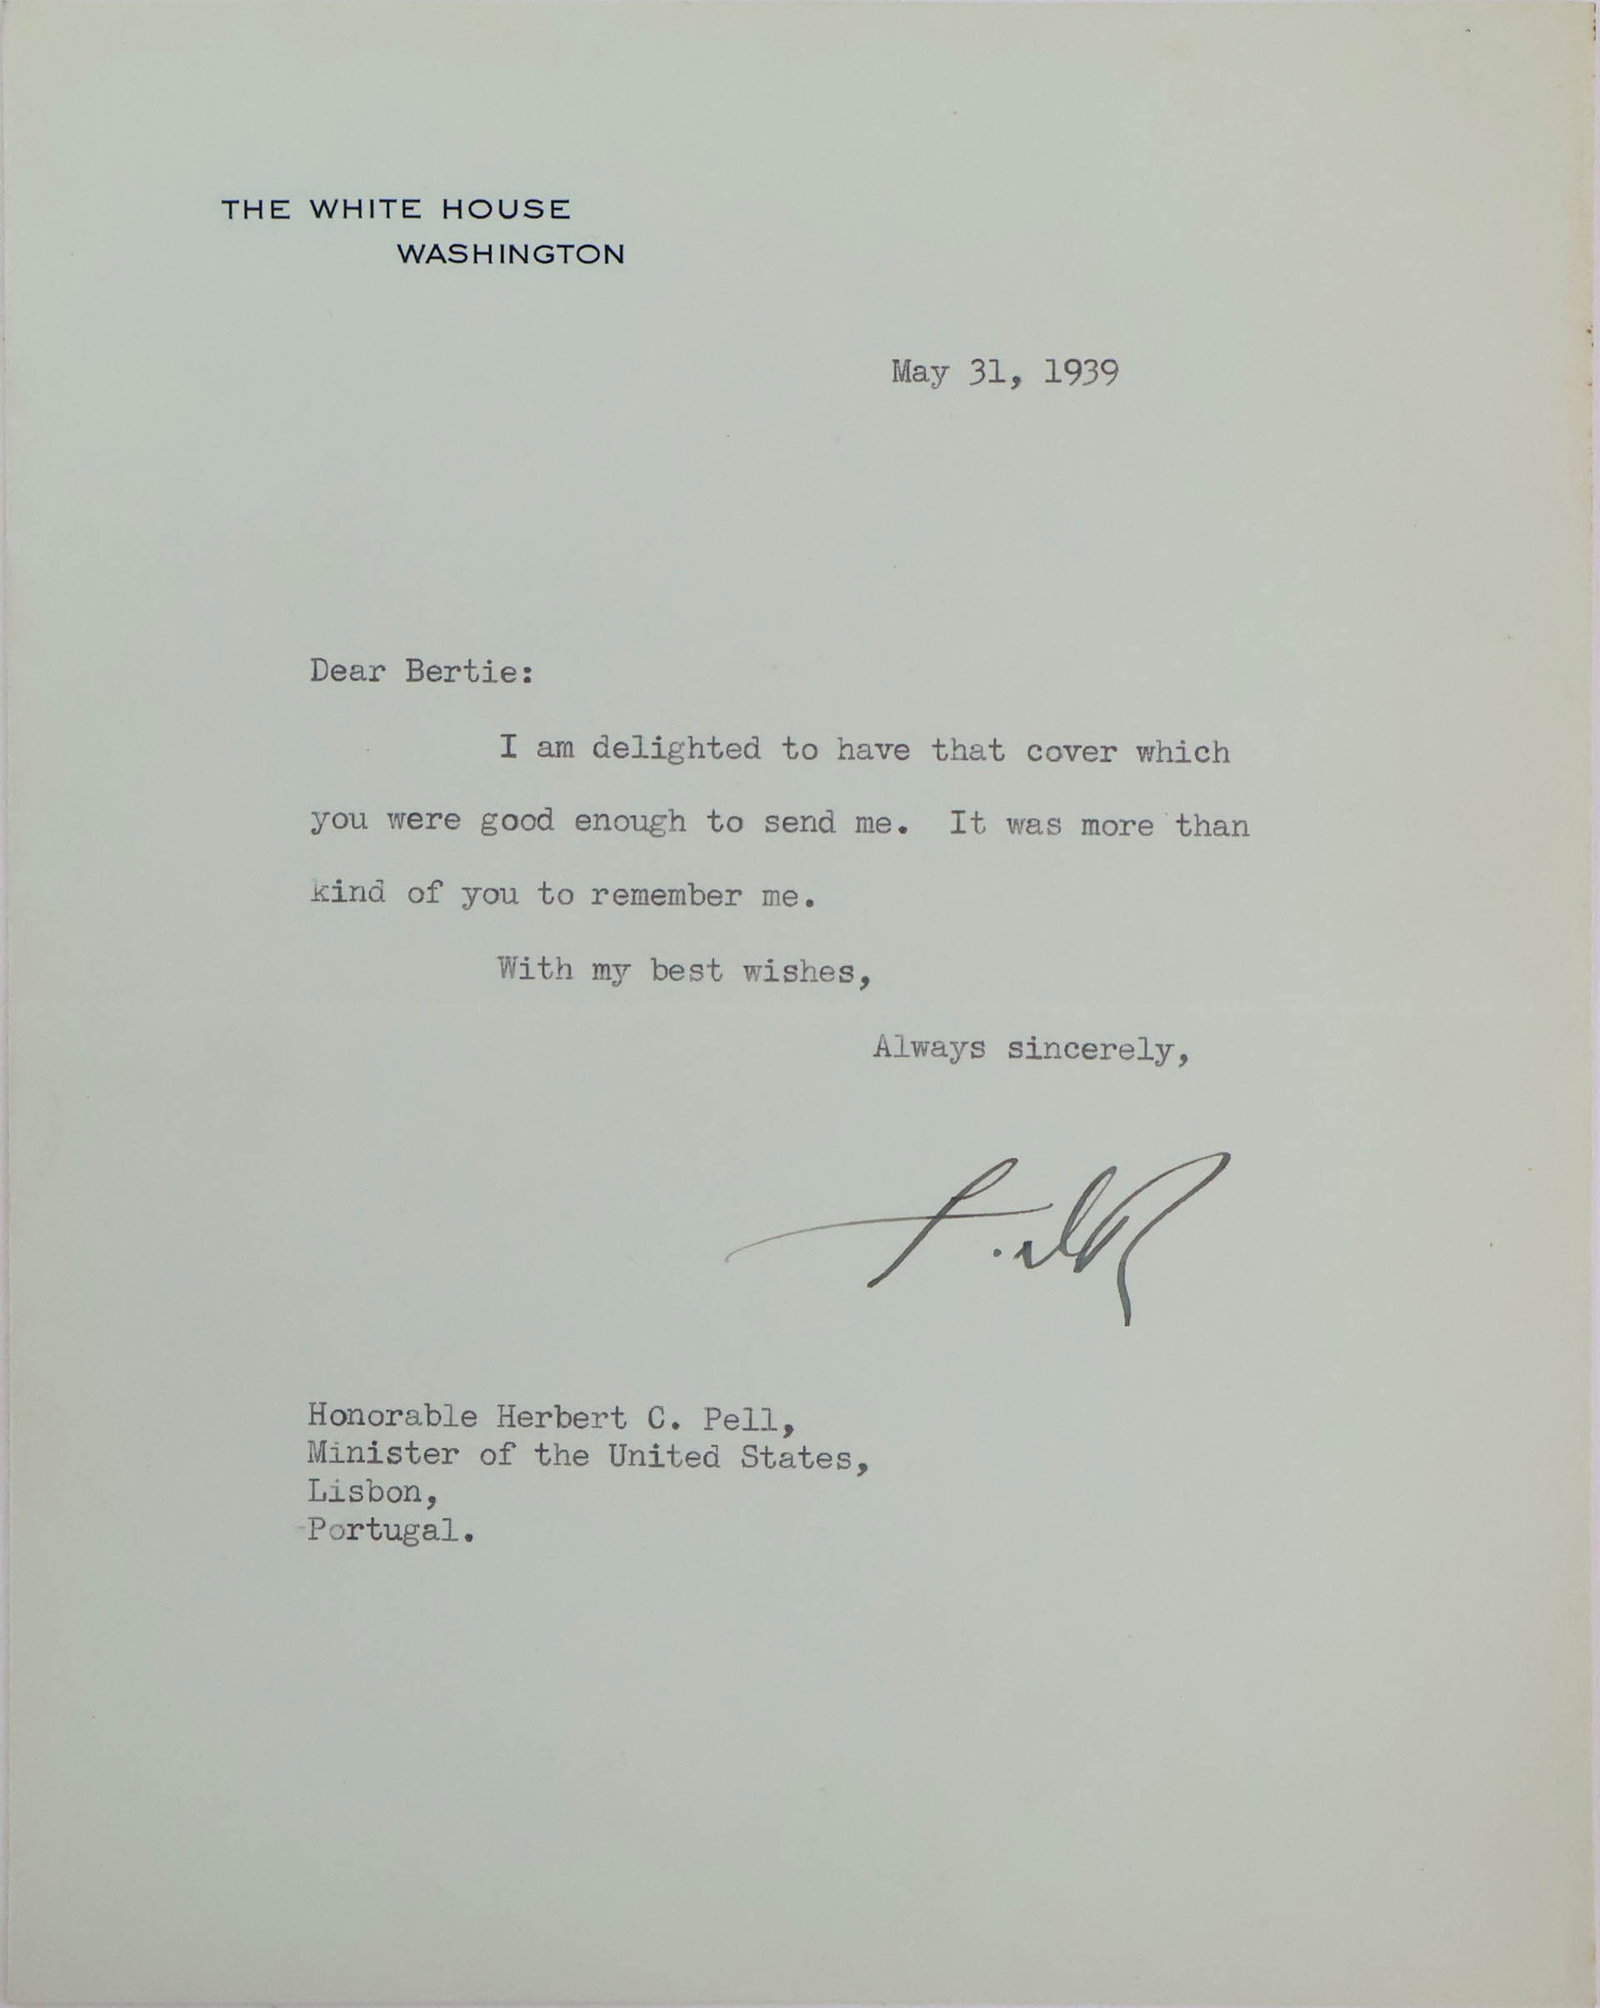 THE WHITE HOUSE
WASHINGTON
May 31, 1939
Dear Bertie:
I am delighted to have that cover which
you were good enough to send me. It was more than
kind of you to remember me.
With my best wishes,
Always sincerely,
F.D.R
Honorable Herbert C. Pell,
Minister of the United States,
Lisbon,
Portugal.